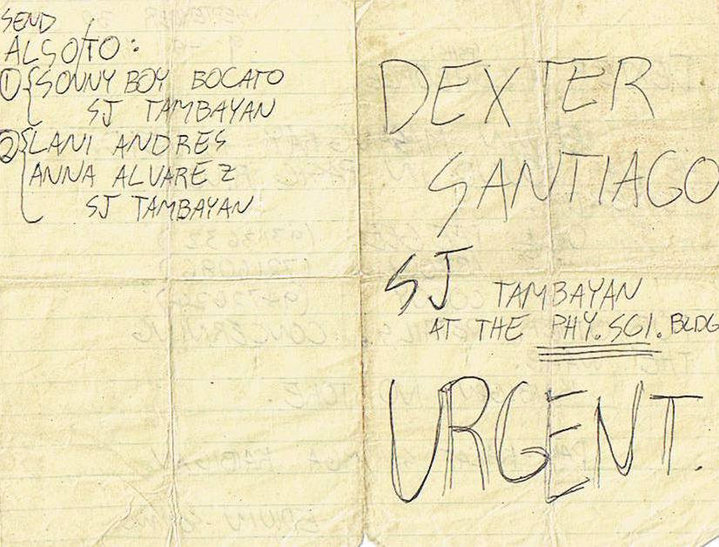 SEND
ALSO TO:
① SONNY BOY BOCATO
SJ TAMBAYAN
② LANI ANDRES
ANNA ALVAREZ
SJ TAMBAYAN
DEXTER
SANTIAGO
SJ TAMBAYAN
AT THE PHY. SCI. BLDG
URGENT.